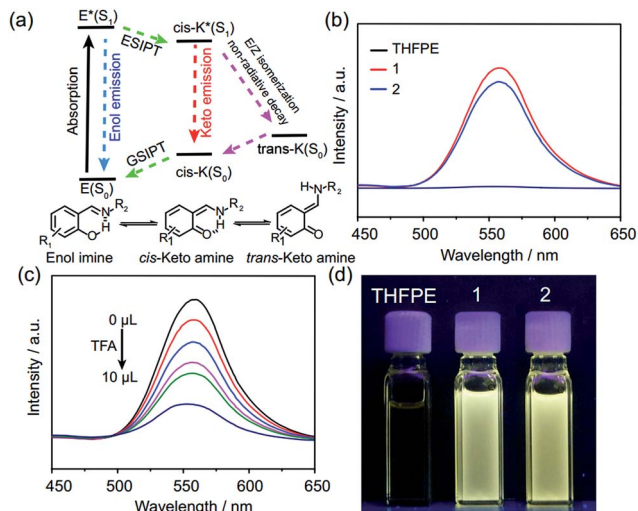 (a)
E*(S₁)
cis-K*(S₁)
ESIPT
E/Z isomerization
non-radiative decay
Absorption
Enol emission
Keto emission
trans-K(S₀)
GSIPT
cis-K(S₀)
E(S₀)
N R₂
H
O
R₁
N R₂
H
O
R₁
H
N R₂
O
R₁
Enol imine
cis-Keto amine
trans-Keto amine
(b)
THFPE
1
2
Intensity / a.u.
450 500 550 600 650
Wavelength / nm
(c)
0 μL
TFA
10 μL
Intensity / a.u.
450 500 550 600 650
Wavelength / nm
(d)
THFPE 1 2